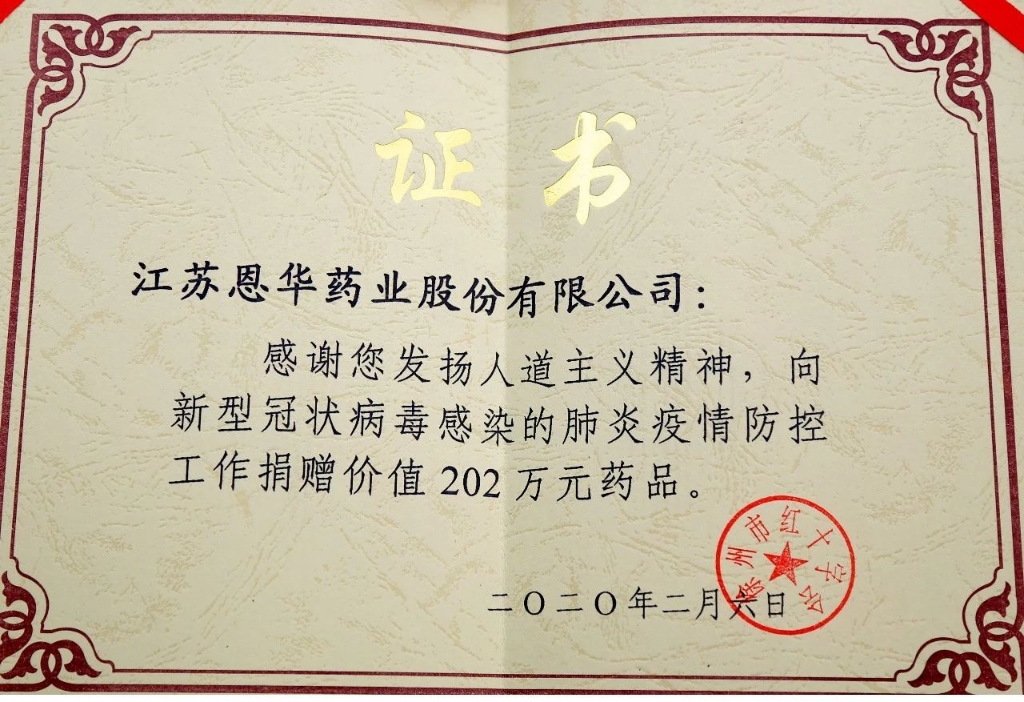 证书
江苏恩华药业股份有限公司：
感谢您发扬人道主义精神，向
新型冠状病毒感染的肺炎疫情防控
工作捐赠价值202万元药品。
徐州市红十字会
二〇二〇年二月六日